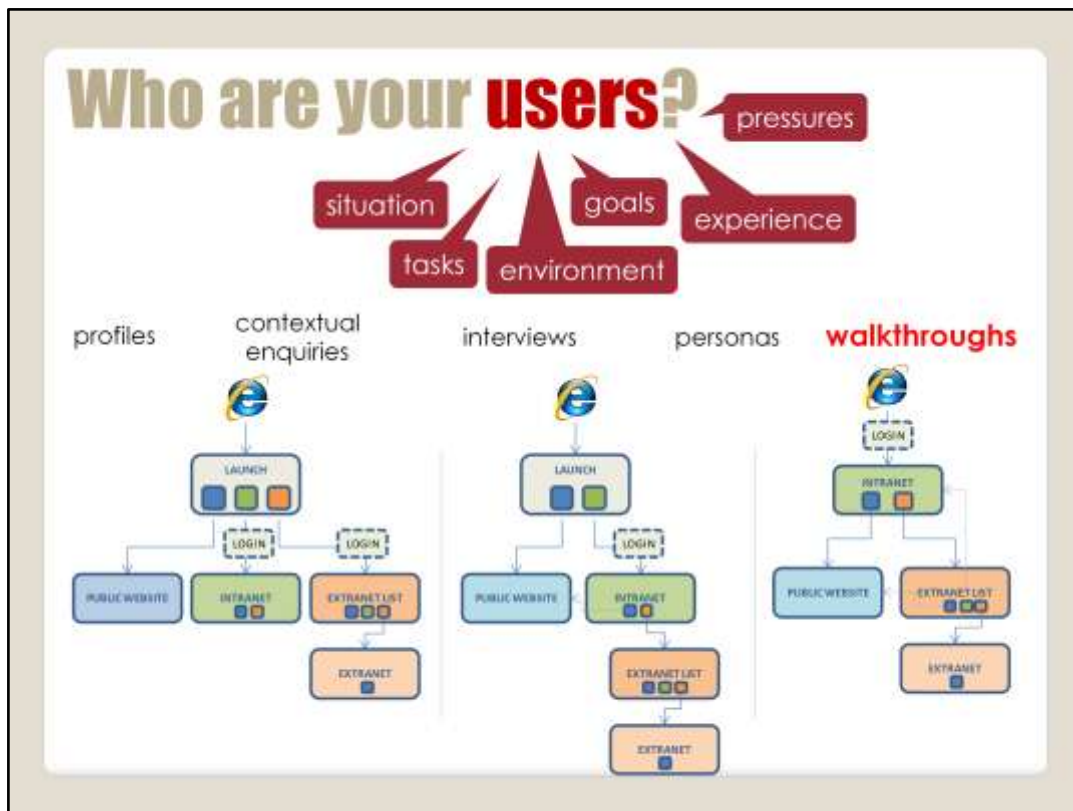 Who are your users?
pressures
situation
goals
experience
tasks
environment
profiles
contextual
enquiries
interviews
personas
walkthroughs
LAUNCH
LOGIN
LOGIN
PUBLIC WEBSITE
INTRANET
EXTRANET LIST
EXTRANET
LAUNCH
LOGIN
PUBLIC WEBSITE
INTRANET
EXTRANET LIST
EXTRANET
LOGIN
INTRANET
PUBLIC WEBSITE
EXTRANET LIST
EXTRANET